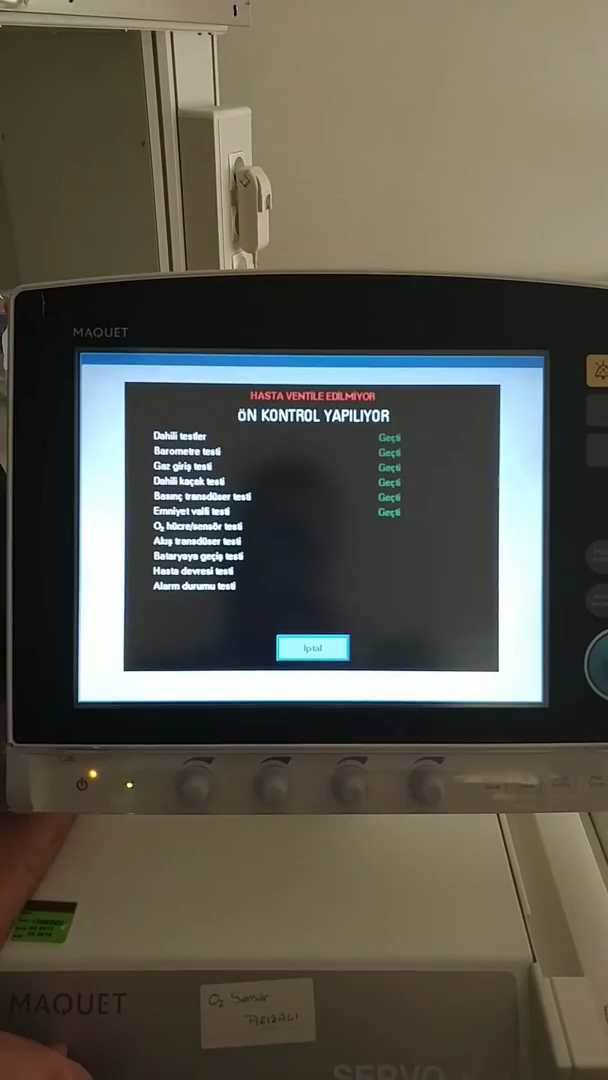 MAQUET
HASTA VENTİLE EDİLMİYOR
ÖN KONTROL YAPILIYOR
Dahili testler Geçti
Barometre testi Geçti
Gaz giriş testi Geçti
Dahili kaçak testi Geçti
Basınç transdüser testi Geçti
Emniyet valfi testi Geçti
O₂ hücre/sensör testi
Akış transdüser testi
Bataryaya geçiş testi
Hasta devresi testi
Alarm durumu testi
İptal
MAQUET
O₂ Sensör
ARIZALI
SERVO